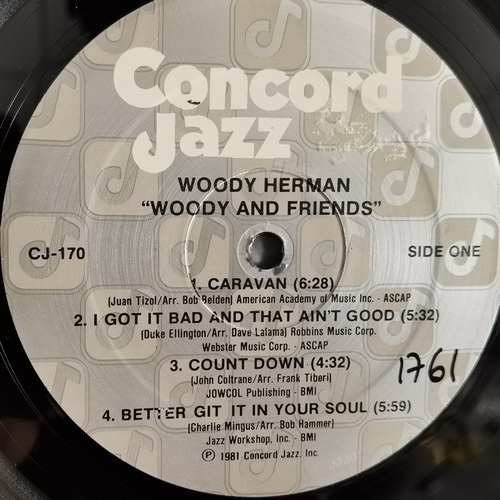 Concord
Jazz
WOODY HERMAN
"WOODY AND FRIENDS"
CJ-170
SIDE ONE
1. CARAVAN (6:28)
(Juan Tizol/Arr. Bob Belden) American Academy of Music Inc. - ASCAP
2. I GOT IT BAD AND THAT AIN'T GOOD (5:32)
(Duke Ellington/Arr. Dave Lalama) Robbins Music Corp.
Webster Music Corp. - ASCAP
3. COUNT DOWN (4:32)
(John Coltrane/Arr. Frank Tiberi)
JOWCOL Publishing - BMI
1761
4. BETTER GIT IT IN YOUR SOUL (5:59)
(Charlie Mingus/Arr. Bob Hammer)
Jazz Workshop, Inc. - BMI
℗ 1981 Concord Jazz, Inc.